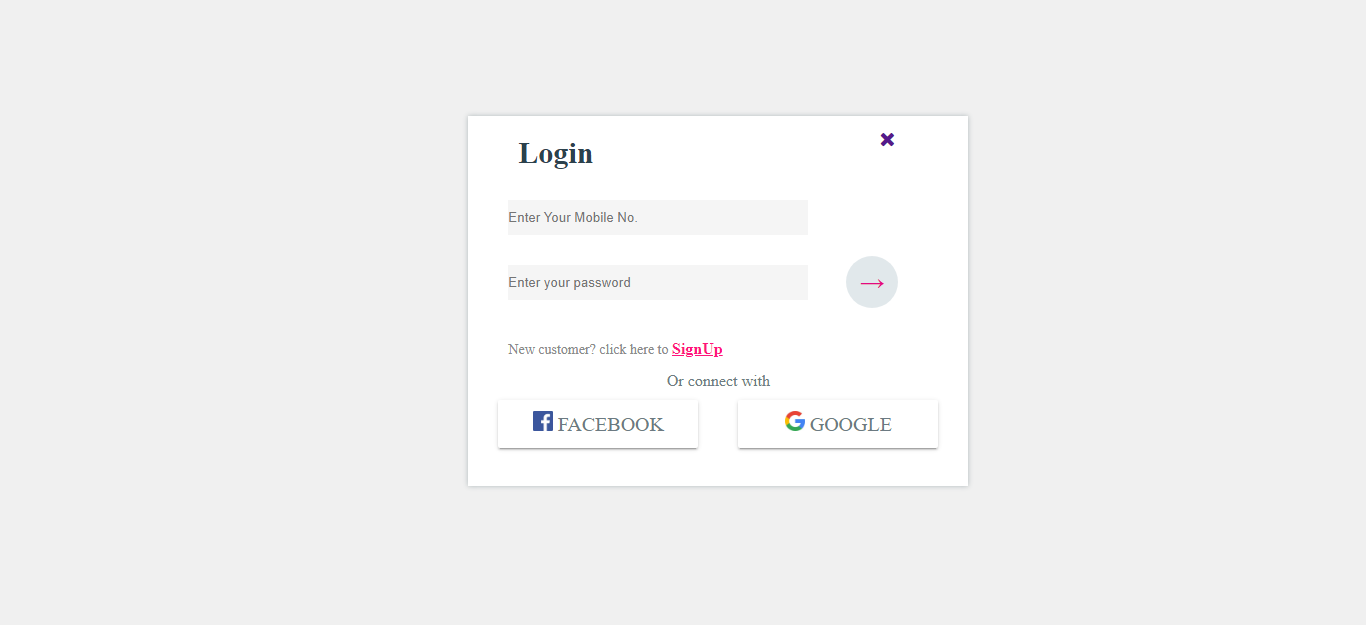 Login
Enter Your Mobile No.
Enter your password
New customer? click here to SignUp
Or connect with
FACEBOOK
GOOGLE